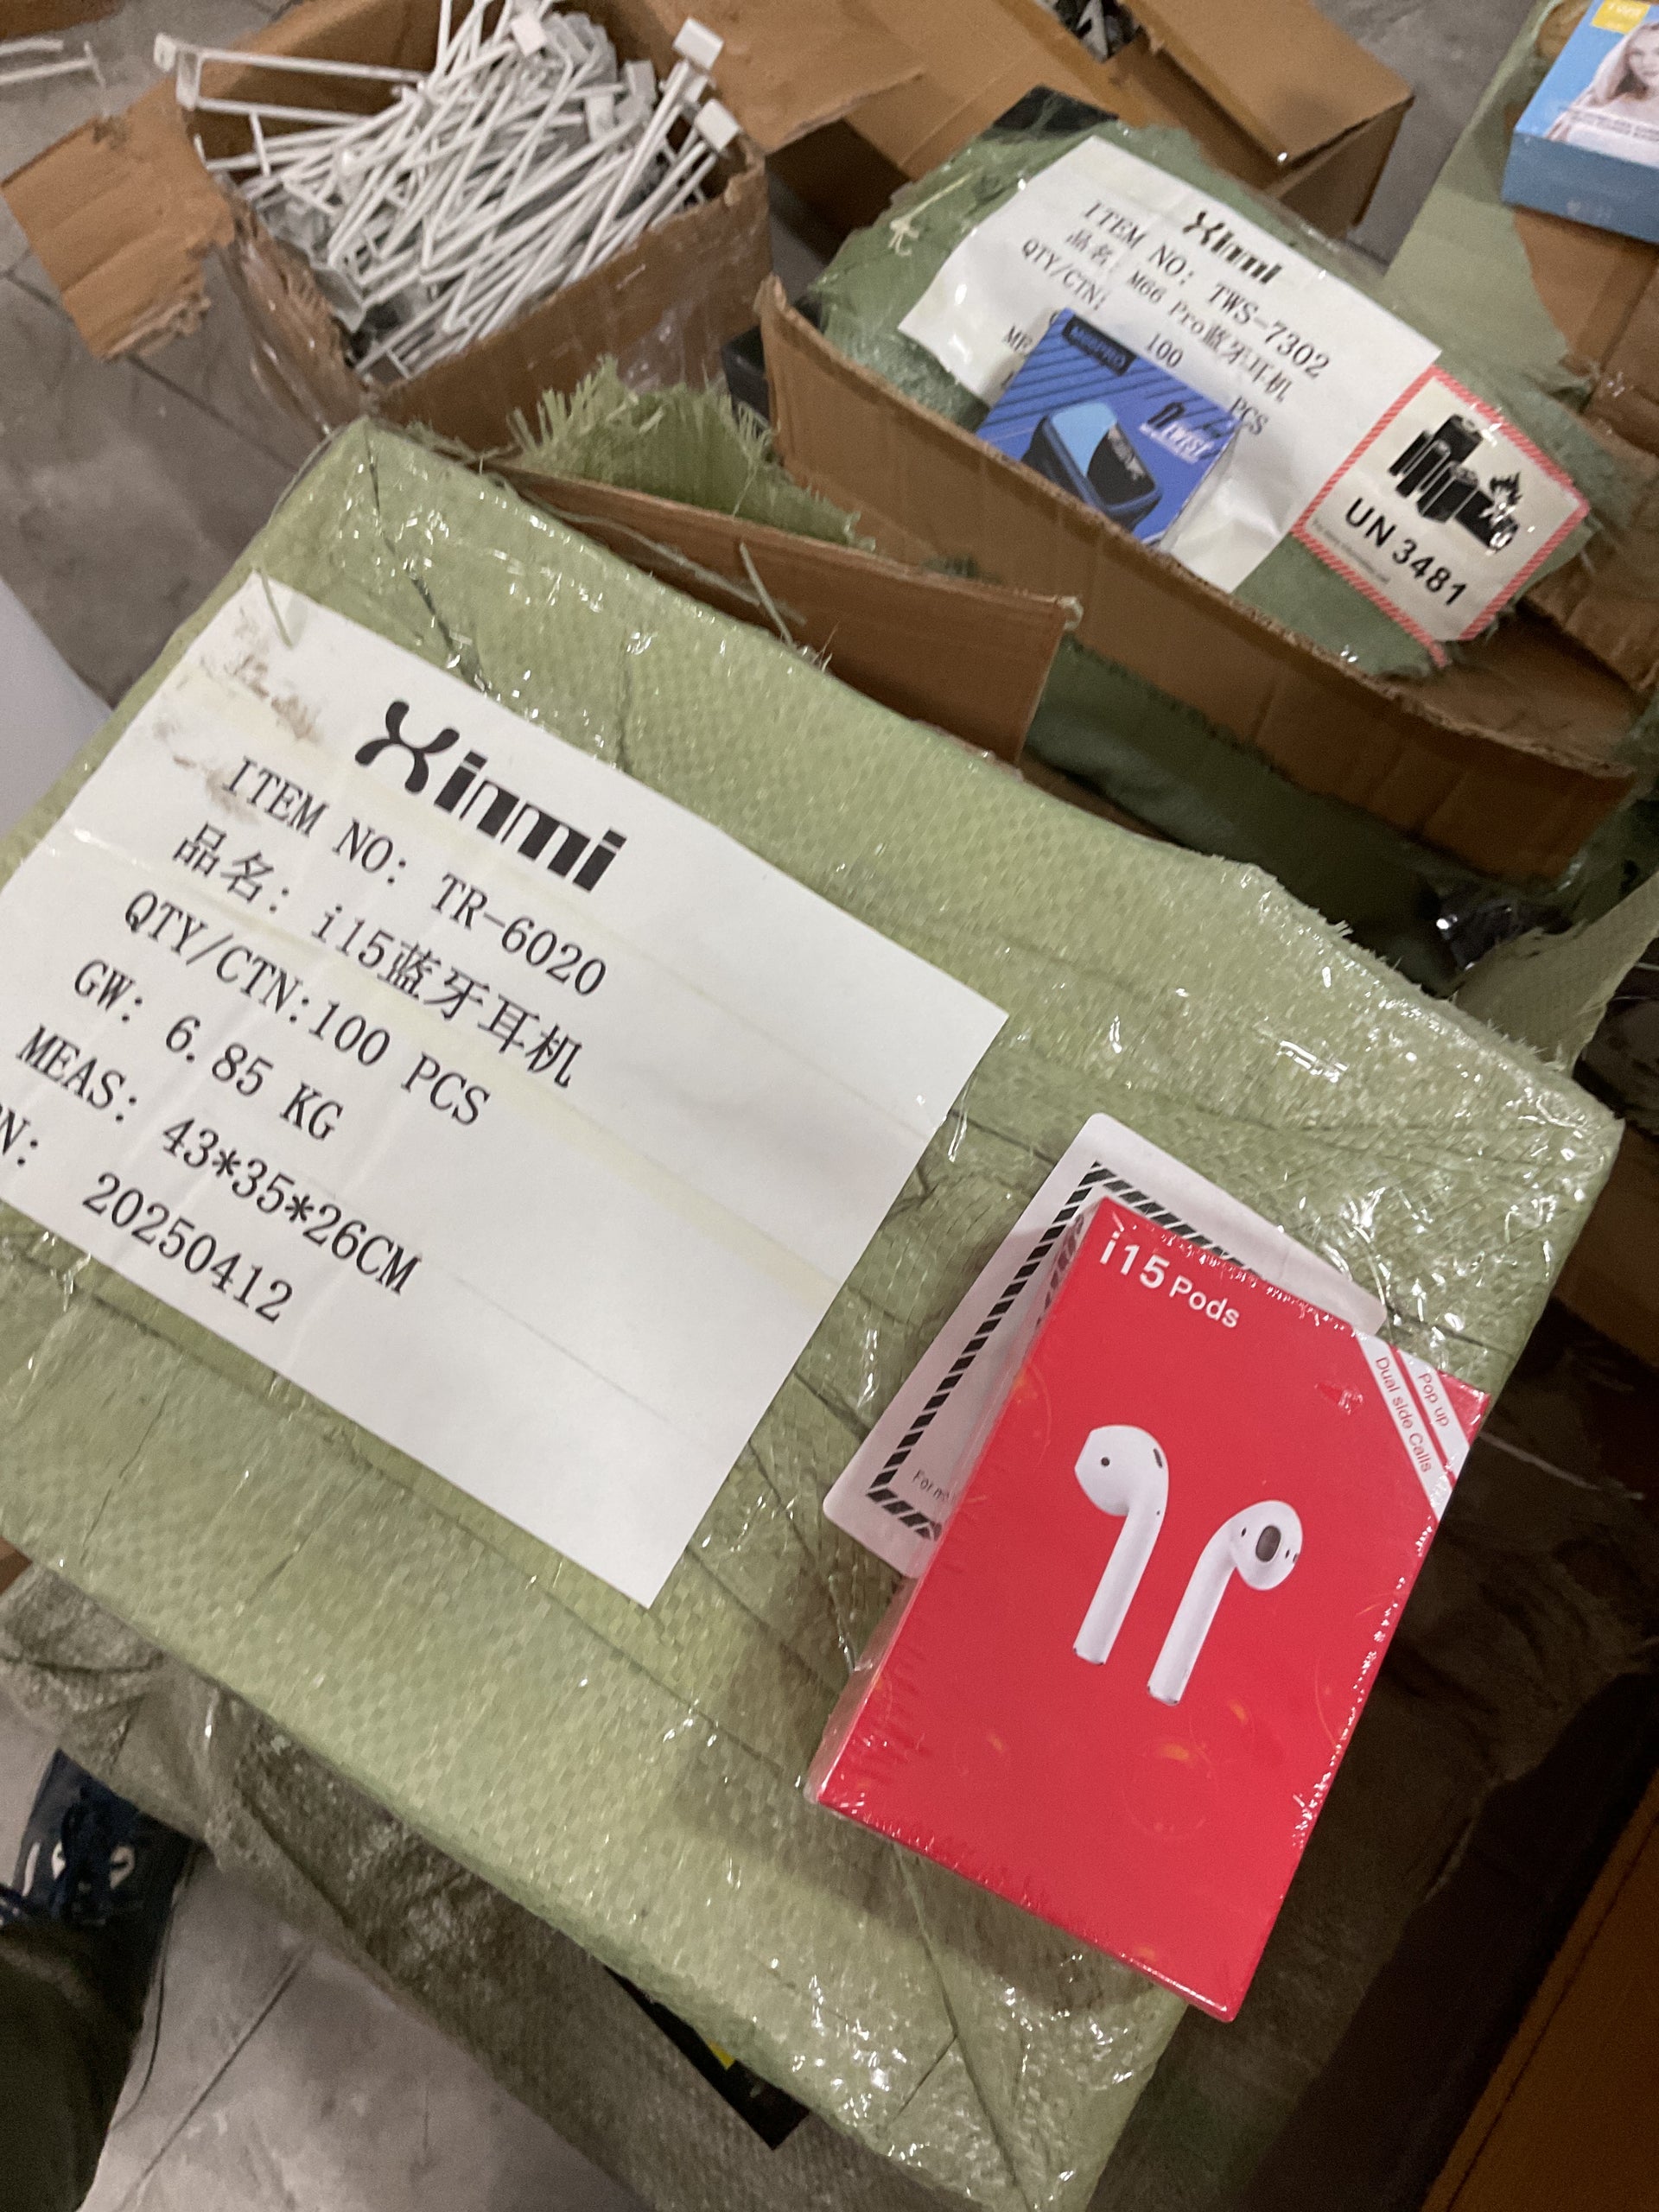 Xinmi
ITEM NO: TWS-7302
品名: M66 Pro蓝牙耳机
QTY/CTN: 100 PCS
M66PRO
UN 3481
Xinmi
ITEM NO: TR-6020
品名: i15蓝牙耳机
QTY/CTN:100 PCS
GW: 6.85 KG
MEAS: 43*35*26CM
20250412
i15 Pods
Pop up
Dual side Calls
For